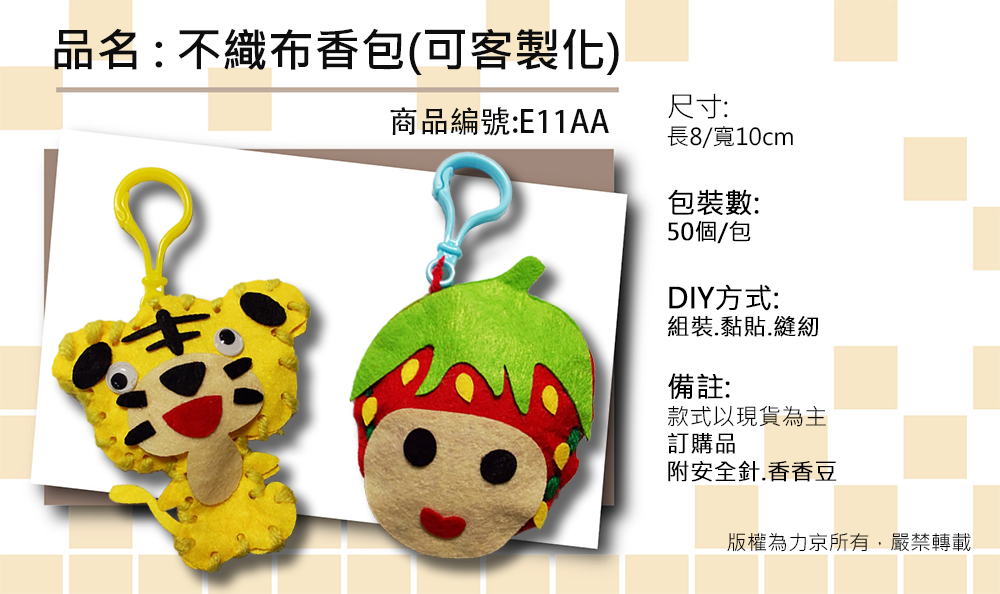 品名 : 不織布香包(可客製化)
商品編號:E11AA
尺寸:
長8/寬10cm
包裝數:
50個/包
DIY方式:
組裝.黏貼.縫紉
備註:
款式以現貨為主
訂購品
附安全針.香香豆
版權為力京所有，嚴禁轉載